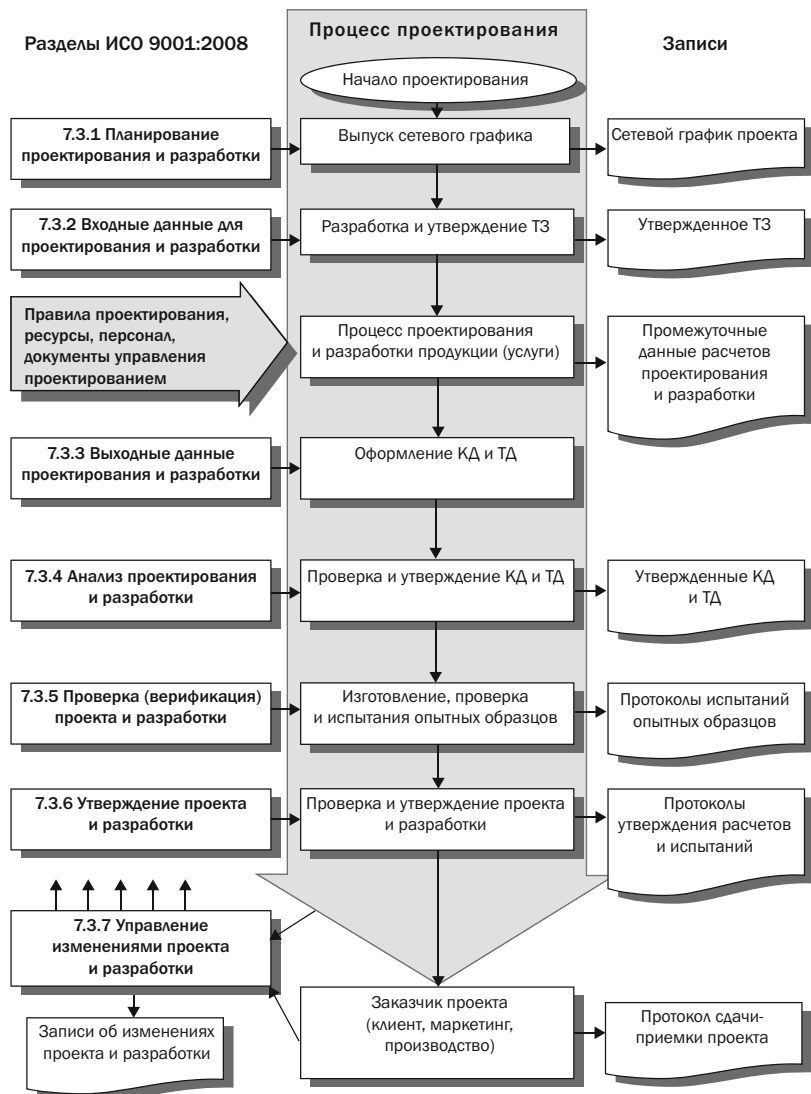 Разделы ИСО 9001:2008
Процесс проектирования
Записи
Начало проектирования
7.3.1 Планирование
проектирования и разработки
Выпуск сетевого графика
Сетевой график проекта
7.3.2 Входные данные для
проектирования и разработки
Разработка и утверждение ТЗ
Утвержденное ТЗ
Правила проектирования,
ресурсы, персонал,
документы управления
проектированием
Процесс проектирования
и разработки продукции (услуги)
Промежуточные
данные расчетов
проектирования
и разработки
7.3.3 Выходные данные
проектирования и разработки
Оформление КД и ТД
7.3.4 Анализ проектирования
и разработки
Проверка и утверждение КД и ТД
Утвержденные КД
и ТД
7.3.5 Проверка (верификация)
проекта и разработки
Изготовление, проверка
и испытания опытных образцов
Протоколы испытаний
опытных образцов
7.3.6 Утверждение проекта
и разработки
Проверка и утверждение проекта
и разработки
Протоколы
утверждения расчетов
и испытаний
7.3.7 Управление
изменениями проекта
и разработки
Заказчик проекта
(клиент, маркетинг,
производство)
Протокол сдачи-
приемки проекта
Записи об изменениях
проекта и разработки